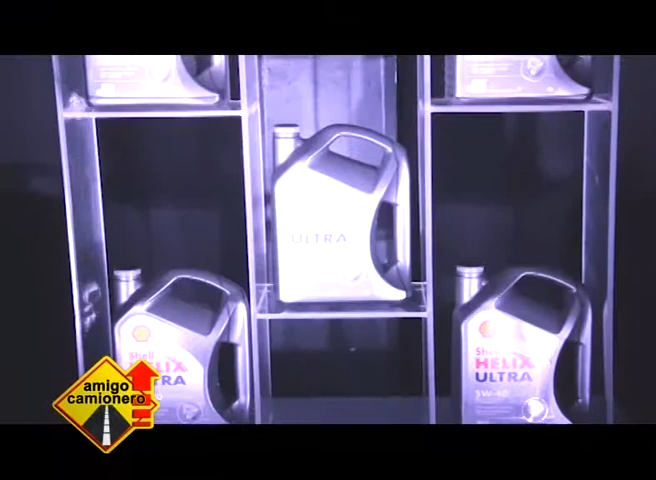 ULTRA
Shell
HELIX
ULTRA
Shell
HELIX
ULTRA
5W-40
amigo
camionero